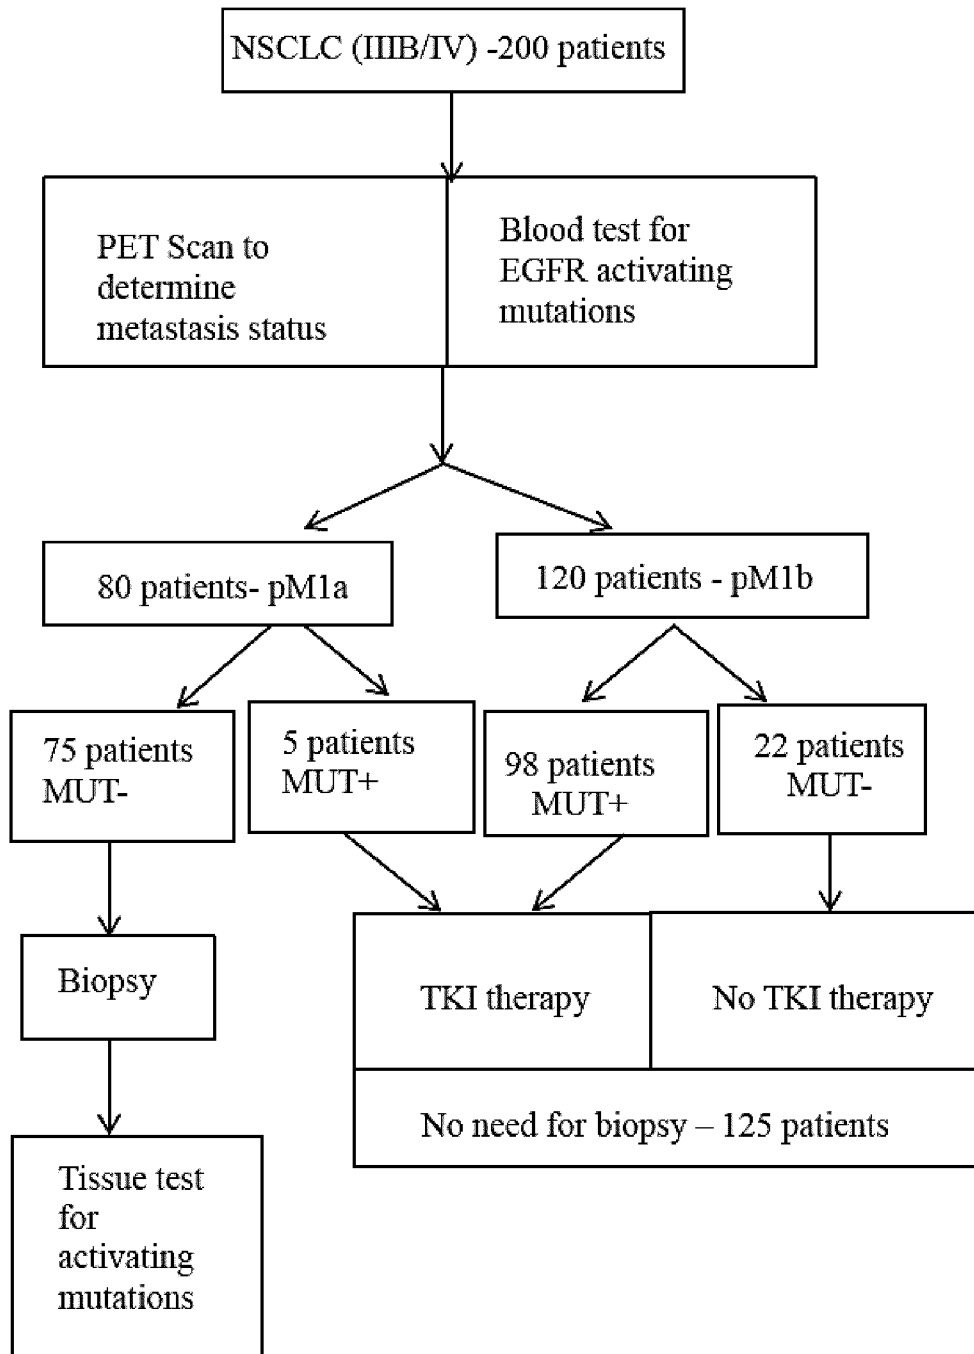 NSCLC (IIIB/IV) -200 patients
PET Scan to
determine
metastasis status
Blood test for
EGFR activating
mutations
80 patients- pM1a
120 patients - pM1b
75 patients
MUT-
5 patients
MUT+
98 patients
MUT+
22 patients
MUT-
Biopsy
TKI therapy
No TKI therapy
No need for biopsy – 125 patients
Tissue test
for
activating
mutations